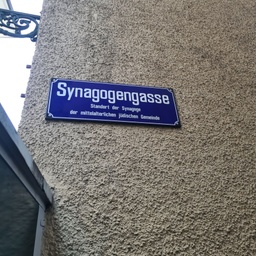 Synagogengasse
Standort der Synagoge
der mittelalterlichen jüdischen Gemeinde